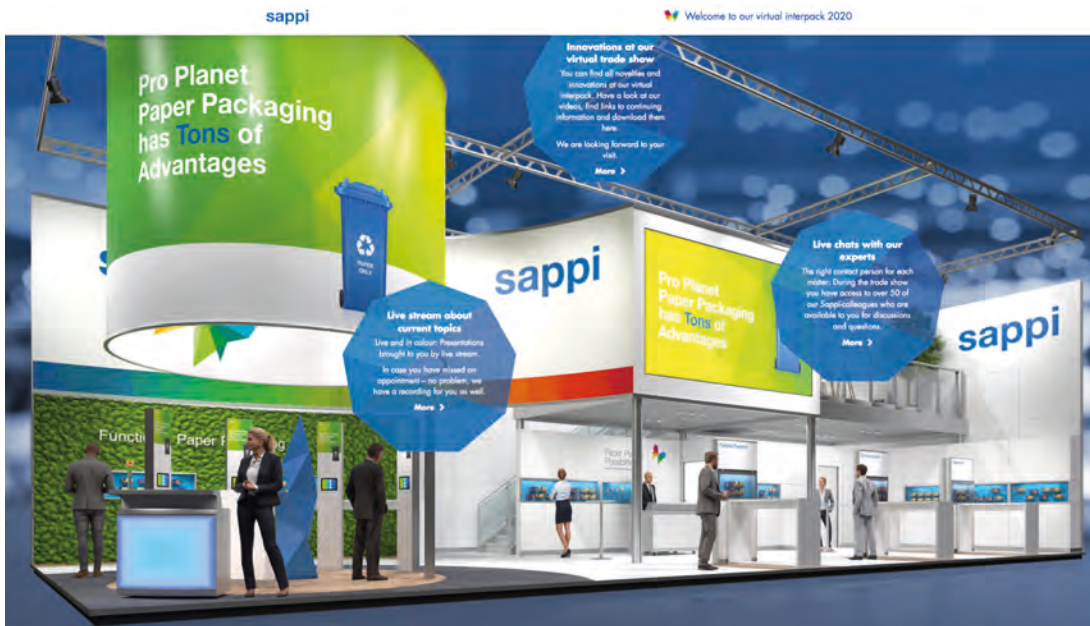 sappi
Welcome to our virtual interpack 2020
Pro Planet
Paper Packaging
has Tons of
Advantages
PAPER
ONLY
Innovations at our
virtual trade show
You can find all novelties and
innovations at our virtual
interpack. Have a look at our
videos, find links to continuing
information and download them
here.
We are looking forward to your
visit.
More >
sappi
Live stream about
current topics
Live and in colour: Presentations
brought to you by live stream.
In case you have missed an
appointment – no problem, we
have a recording for you as well.
More >
Pro Planet
Paper Packaging
has Tons of
Advantages
Live chats with our
experts
The right contact person for each
matter: During the trade show
you have access to over 50 of
our Sappi-colleagues who are
available to you for discussions
and questions.
More >
sappi
Paper